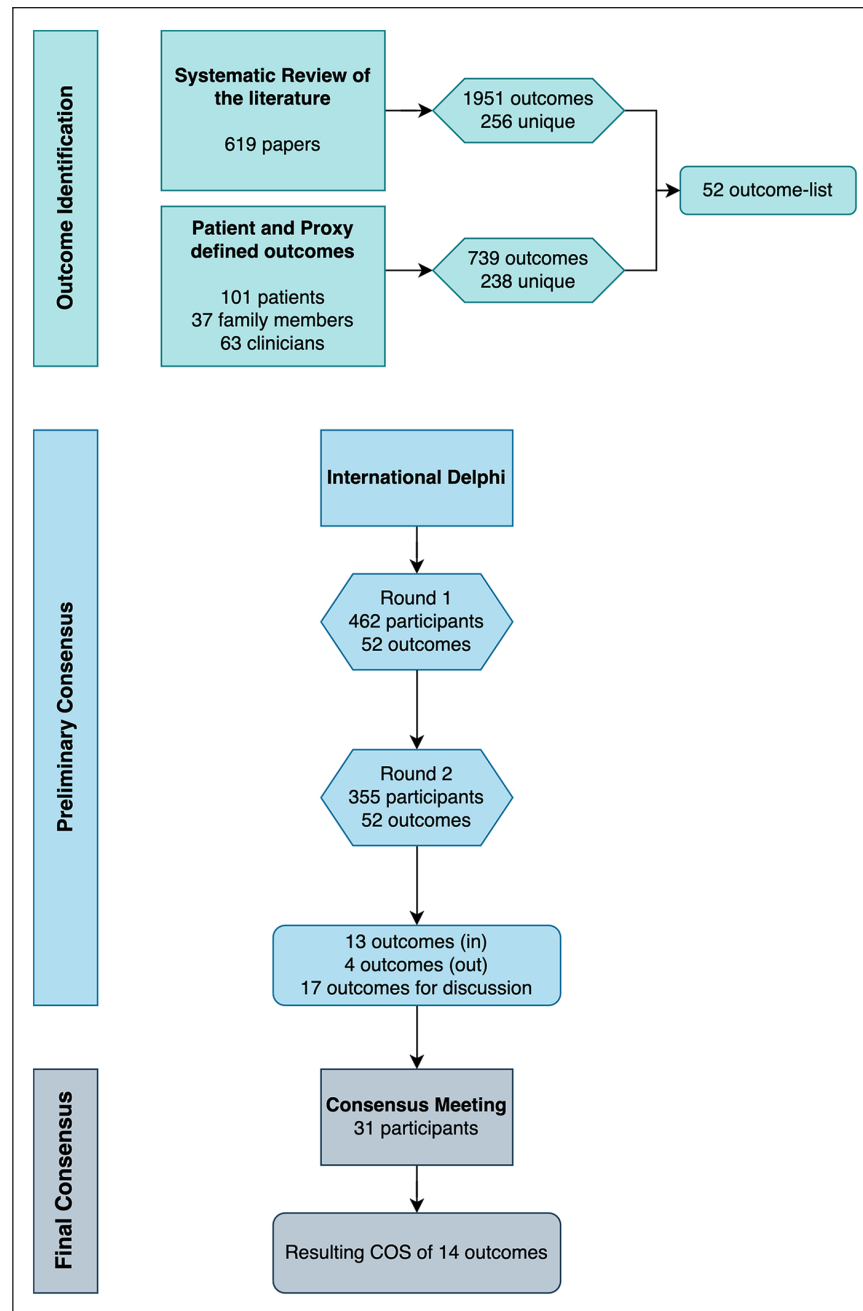 Outcome Identification
Systematic Review of
the literature
619 papers
1951 outcomes
256 unique
52 outcome-list
Patient and Proxy
defined outcomes
101 patients
37 family members
63 clinicians
739 outcomes
238 unique
Preliminary Consensus
International Delphi
Round 1
462 participants
52 outcomes
Round 2
355 participants
52 outcomes
13 outcomes (in)
4 outcomes (out)
17 outcomes for discussion
Final Consensus
Consensus Meeting
31 participants
Resulting COS of 14 outcomes